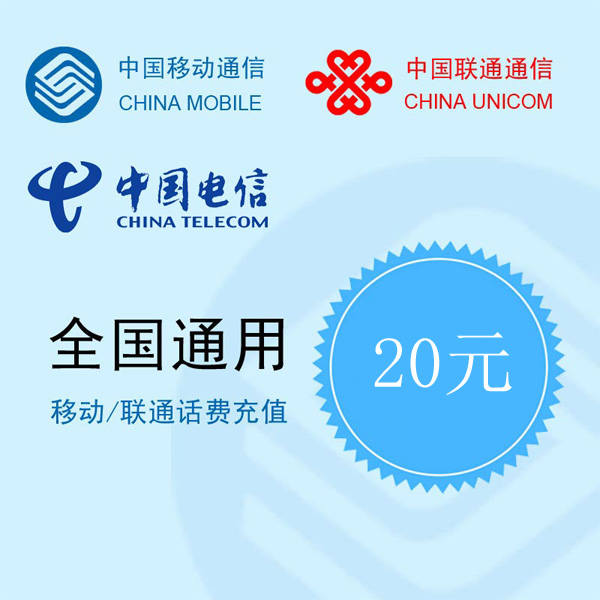 中国移动通信
CHINA MOBILE
中国联通通信
CHINA UNICOM
中国电信
CHINA TELECOM
全国通用
移动/联通话费充值
20元